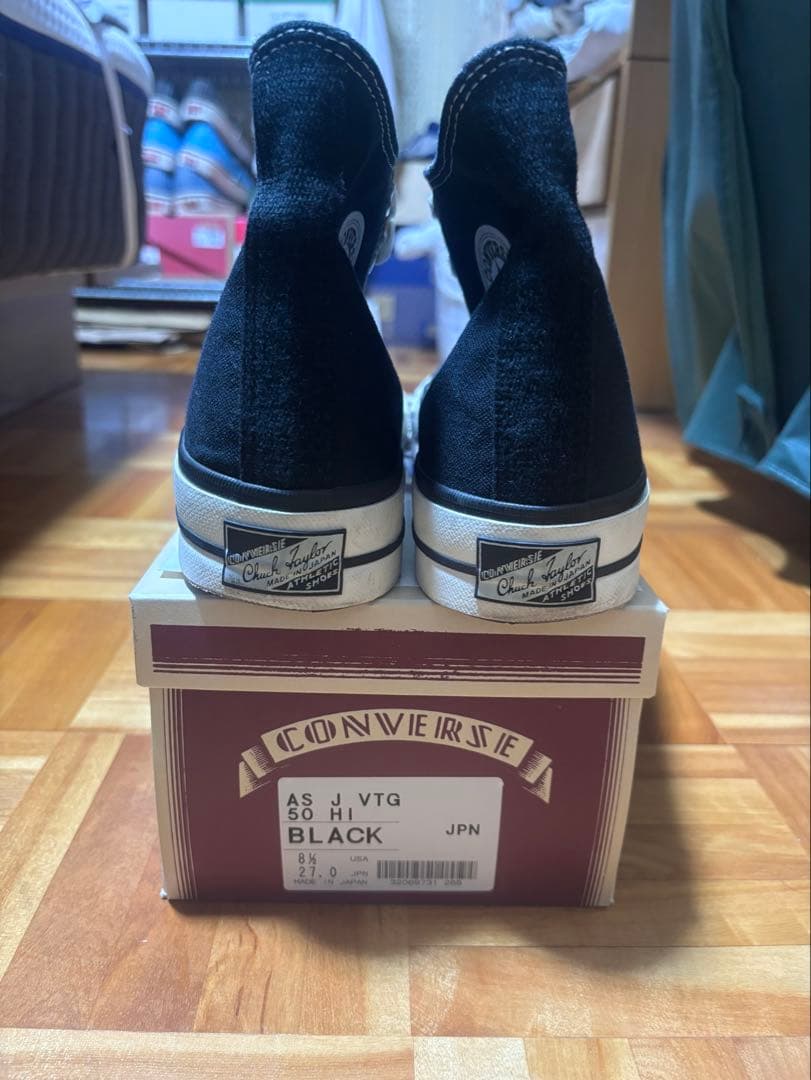 CONVERSE
Chuck Taylor
MADE IN JAPAN
ATHLETIC
SHOES
CONVERSE
Chuck Taylor
MADE IN JAPAN
ATHLETIC
SHOES
CONVERSE
AS J VTG
50 HI
BLACK JPN
8½ USA
27.0 JPN
MADE IN JAPAN